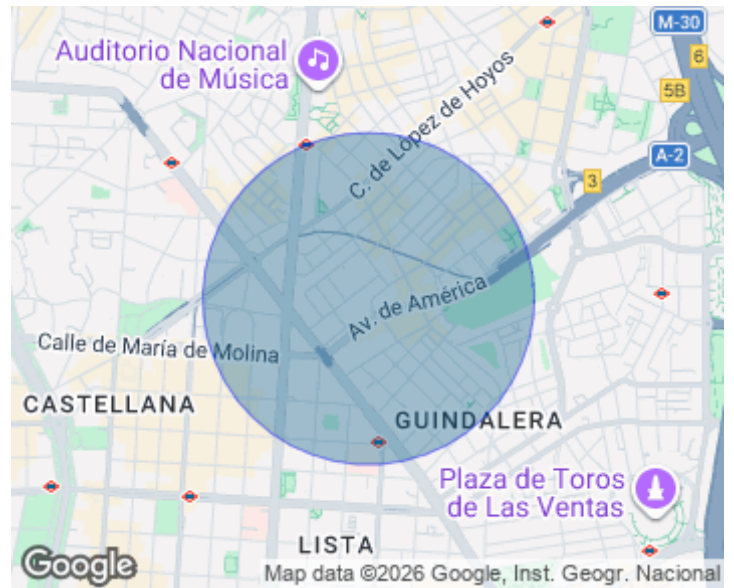 M-30
Auditorio Nacional
de Música
6
5B
C. de López de Hoyos
A-2
3
Av. de América
Calle de María de Molina
CASTELLANA
GUINDALERA
Plaza de Toros
de Las Ventas
LISTA
Google
Map data ©2026 Google, Inst. Geogr. Nacional